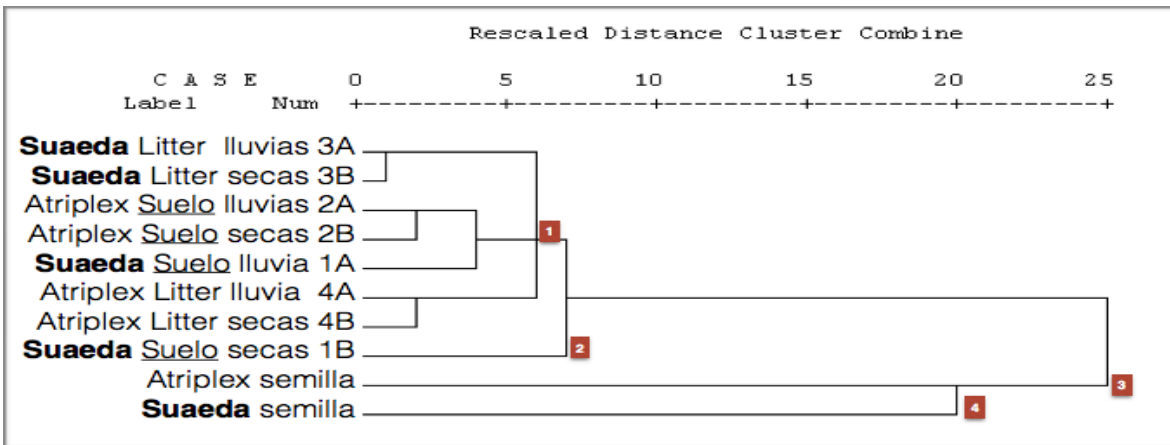 Rescaled Distance Cluster Combine
C A S E 0 5 10 15 20 25
Label Num +---------+---------+---------+---------+---------+
Suaeda Litter lluvias 3A
Suaeda Litter secas 3B
Atriplex Suelo lluvias 2A
Atriplex Suelo secas 2B
1
Suaeda Suelo lluvia 1A
Atriplex Litter lluvia 4A
Atriplex Litter secas 4B
Suaeda Suelo secas 1B
2
Atriplex semilla
3
Suaeda semilla
4